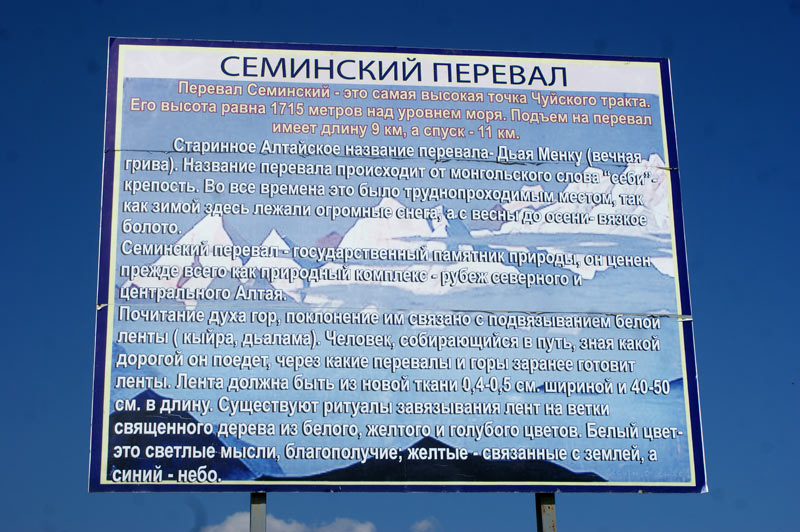 СЕМИНСКИЙ ПЕРЕВАЛ
Перевал Семинский - это самая высокая точка Чуйского тракта.
Его высота равна 1715 метров над уровнем моря. Подъем на перевал
имеет длину 9 км, а спуск - 11 км.
Старинное Алтайское название перевала- Дьая Менку (вечная
грива). Название перевала происходит от монгольского слова "себи"-
крепость. Во все времена это было труднопроходимым местом, так
как зимой здесь лежали огромные снега, а с весны до осени- вязкое
болото.
Семинский перевал - государственный памятник природы, он ценен
прежде всего как природный комплекс - рубеж северного и
центрального Алтая.
Почитание духа гор, поклонение им связано с подвязыванием белой
ленты ( кыйра, дьалама). Человек, собирающийся в путь, зная какой
дорогой он поедет, через какие перевалы и горы заранее готовит
ленты. Лента должна быть из новой ткани 0,4-0,5 см. шириной и 40-50
см. в длину. Существуют ритуалы завязывания лент на ветки
священного дерева из белого, желтого и голубого цветов. Белый цвет-
это светлые мысли, благополучие; желтые - связанные с землей, а
синий - небо.